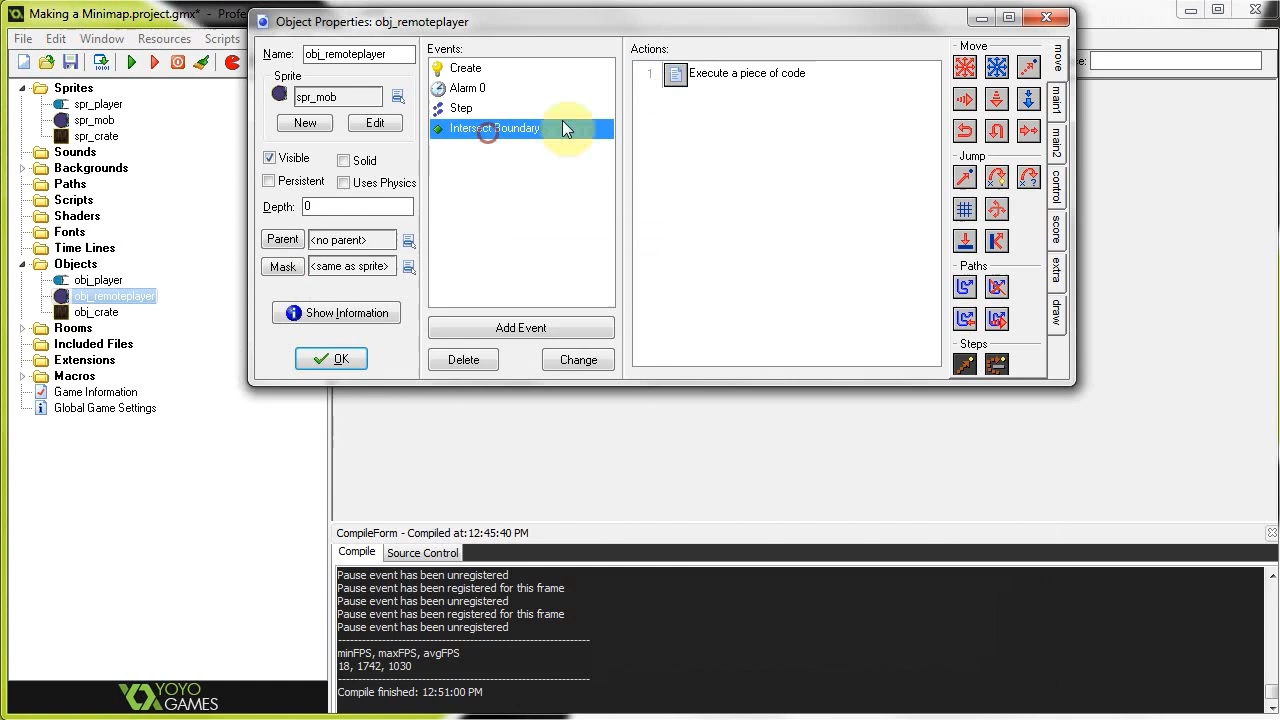 Making a Minimap.project.gmx* - Profe
File Edit Window Resources Scripts
Sprites
spr_player
spr_mob
spr_crate
Sounds
Backgrounds
Paths
Scripts
Shaders
Fonts
Time Lines
Objects
obj_player
obj_remoteplayer
obj_crate
Rooms
Included Files
Extensions
Macros
Game Information
Global Game Settings
YOYO
GAMES
Object Properties: obj_remoteplayer
Name: obj_remoteplayer
Sprite
spr_mob
New Edit
Visible Solid
Persistent Uses Physics
Depth: 0
Parent <no parent>
Mask <same as sprite>
Show Information
OK
Events:
Create
Alarm 0
Step
Intersect Boundary
Add Event
Delete Change
Actions:
1 Execute a piece of code
Move
Jump
Paths
Steps
move
main1
main2
control
score
extra
draw
CompileForm - Compiled at:12:45:40 PM
Compile Source Control
Pause event has been unregistered
Pause event has been registered for this frame
Pause event has been unregistered
Pause event has been registered for this frame
Pause event has been unregistered
minFPS, maxFPS, avgFPS
18, 1742, 1030
Compile finished: 12:51:00 PM